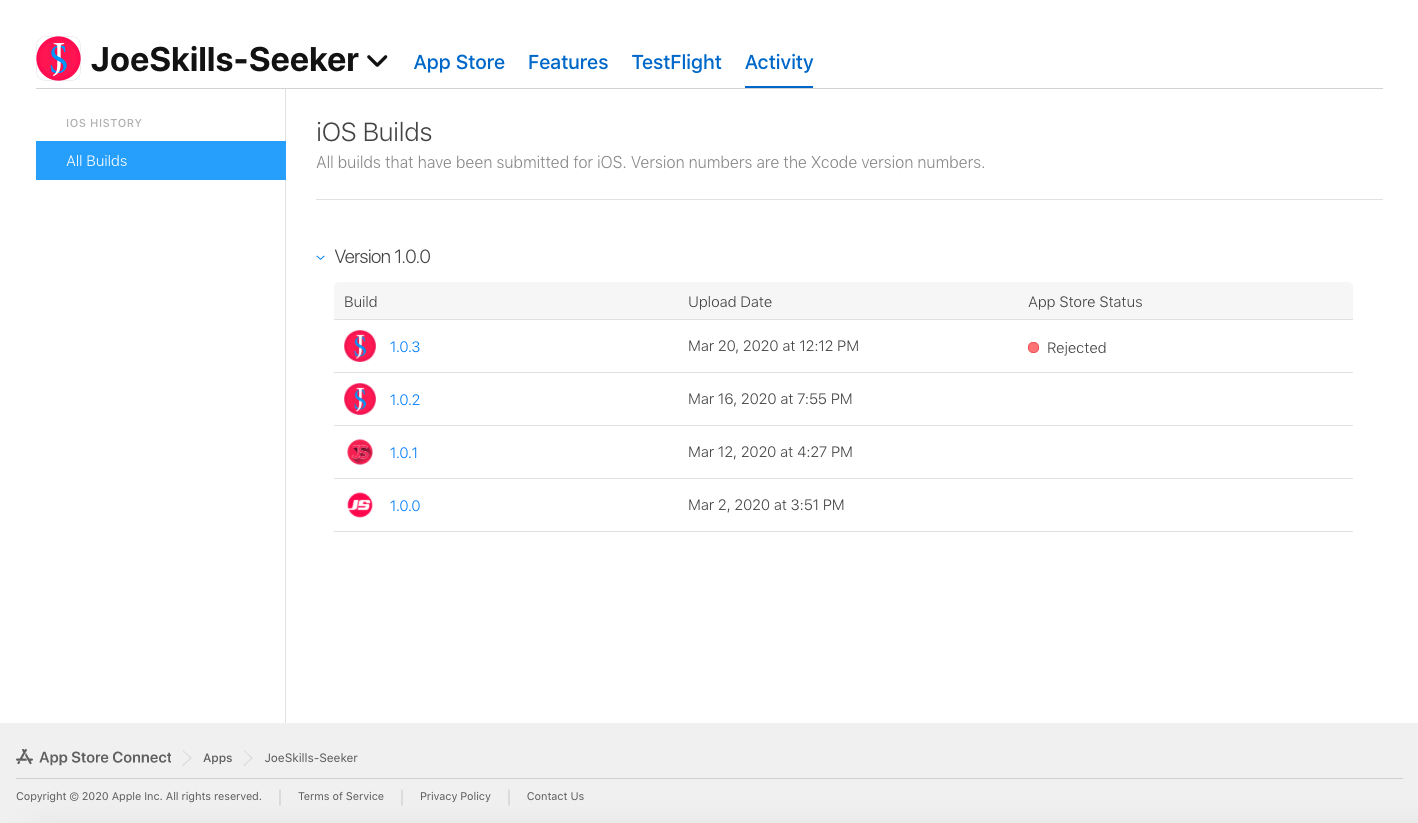 JoeSkills-Seeker App Store Features TestFlight Activity
IOS HISTORY
All Builds
iOS Builds
All builds that have been submitted for iOS. Version numbers are the Xcode version numbers.
Version 1.0.0
Build Upload Date App Store Status
1.0.3 Mar 20, 2020 at 12:12 PM Rejected
1.0.2 Mar 16, 2020 at 7:55 PM
JS 1.0.1 Mar 12, 2020 at 4:27 PM
JS 1.0.0 Mar 2, 2020 at 3:51 PM
App Store Connect Apps JoeSkills-Seeker
Copyright © 2020 Apple Inc. All rights reserved. Terms of Service Privacy Policy Contact Us